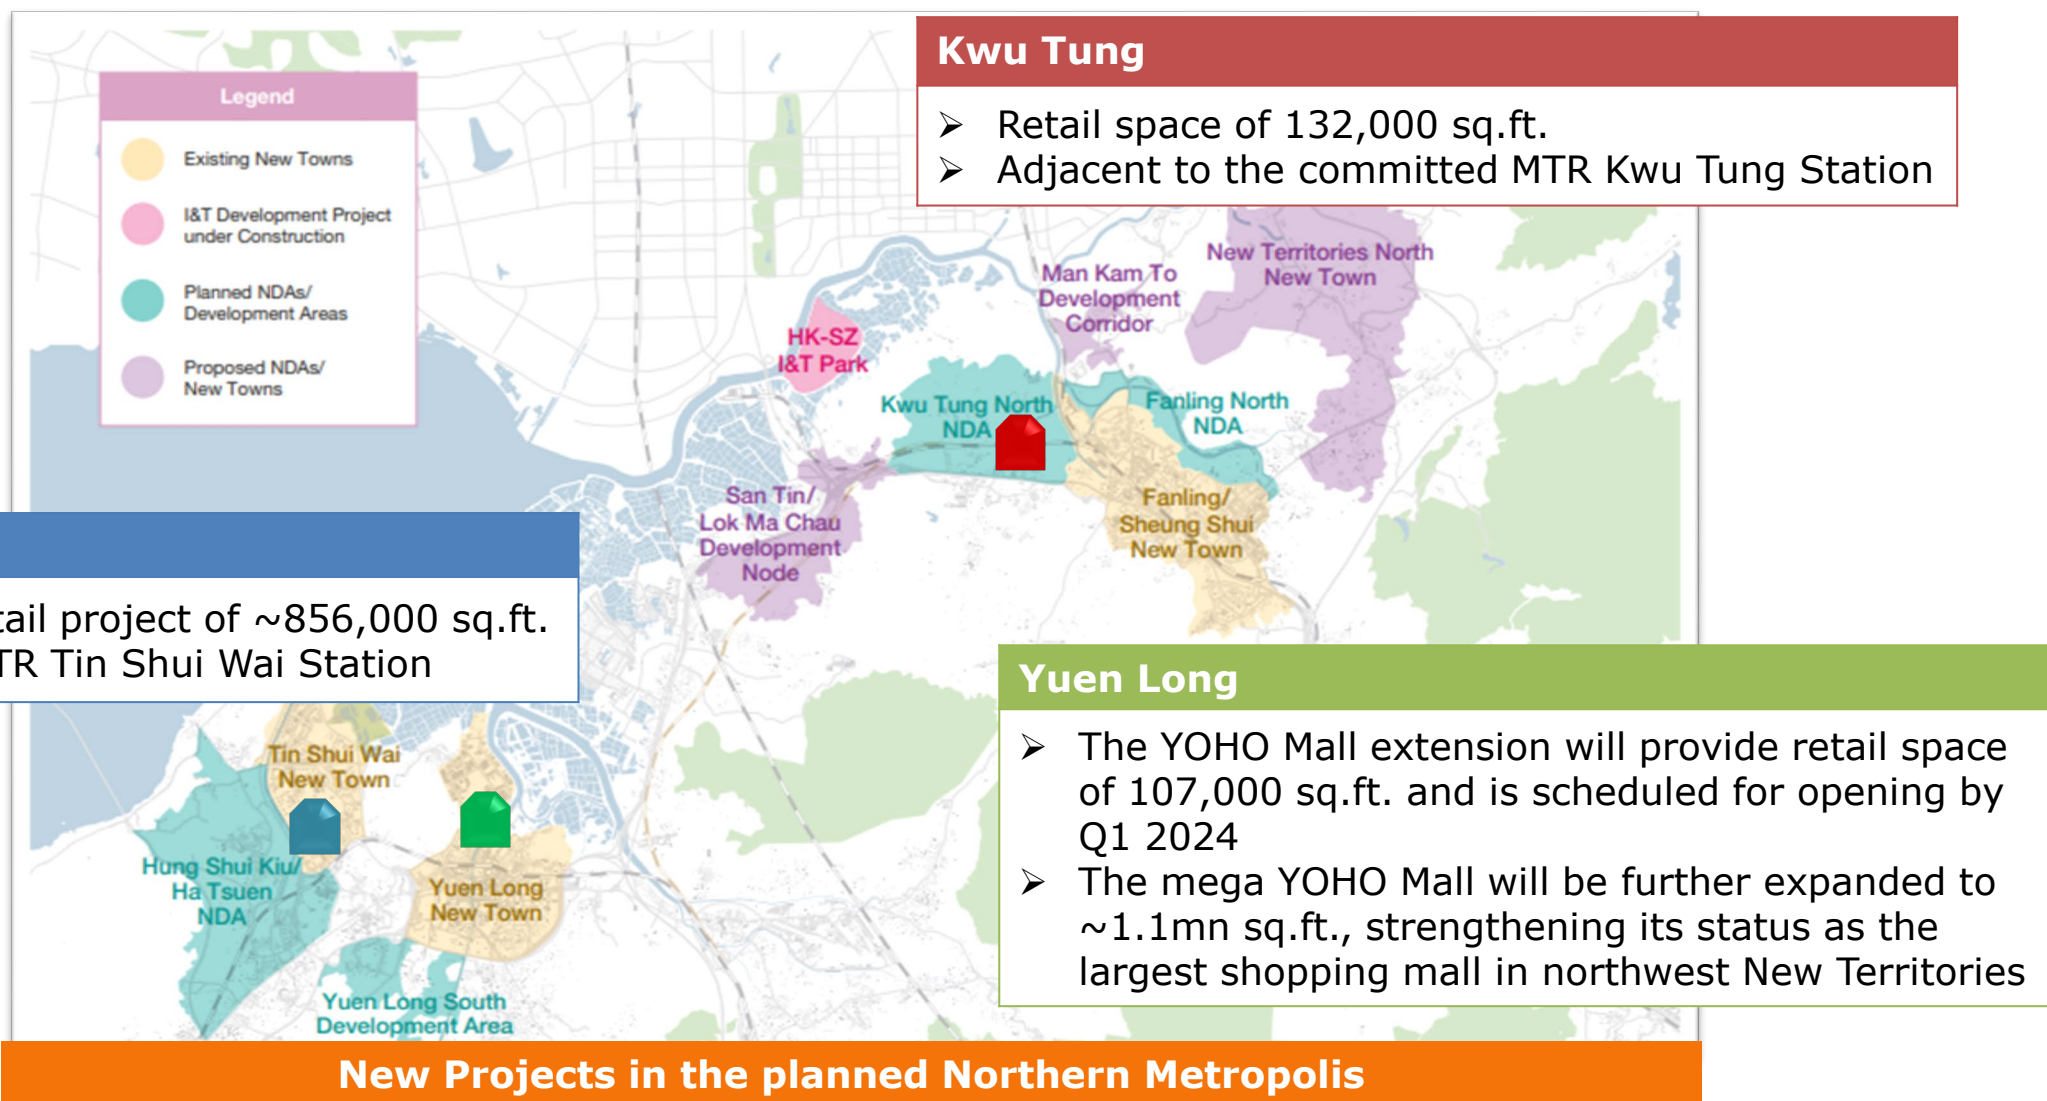 Kwu Tung
➢ Retail space of 132,000 sq.ft.
➢ Adjacent to the committed MTR Kwu Tung Station
Legend
Existing New Towns
I&T Development Project
under Construction
Planned NDAs/
Development Areas
Proposed NDAs/
New Towns
New Territories North
New Town
Man Kam To
Development
Corridor
HK-SZ
I&T Park
Kwu Tung North
NDA
Fanling North
NDA
San Tin/
Lok Ma Chau
Development
Node
Fanling/
Sheung Shui
New Town
project of ~856,000 sq.ft.
Tin Shui Wai Station
Yuen Long
➢ The YOHO Mall extension will provide retail space
of 107,000 sq.ft. and is scheduled for opening by
Q1 2024
➢ The mega YOHO Mall will be further expanded to
~1.1mn sq.ft., strengthening its status as the
largest shopping mall in northwest New Territories
Tin Shui Wai
New Town
Hung Shui Kiu/
Ha Tsuen
NDA
Yuen Long
New Town
Yuen Long South
Development Area
New Projects in the planned Northern Metropolis